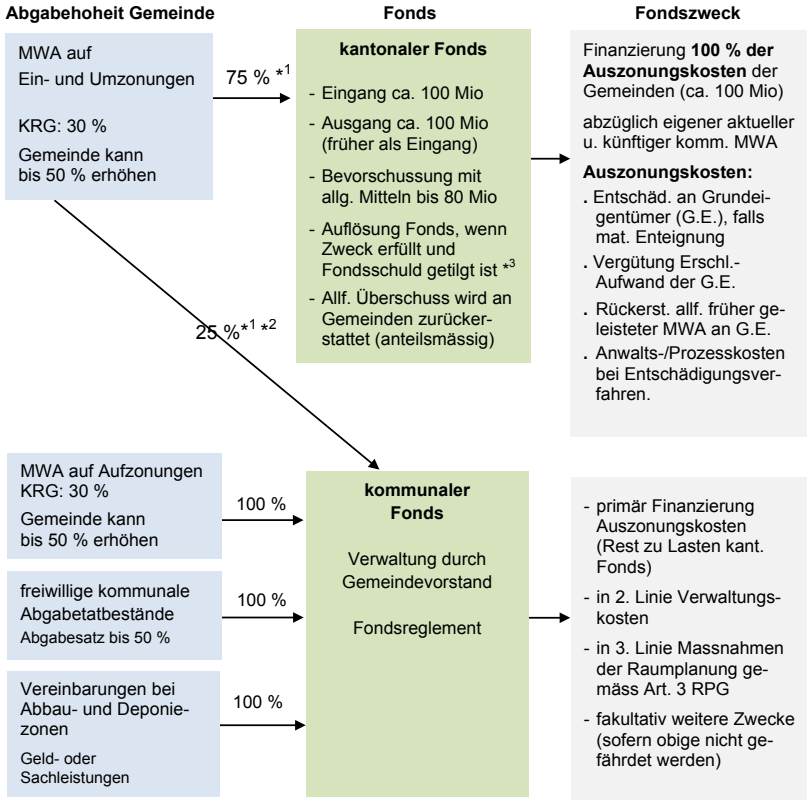 Abgabehoheit Gemeinde
Fonds
Fondszweck
MWA auf
Ein- und Umzonungen
KRG: 30 %
Gemeinde kann
bis 50 % erhöhen
75 % *1
kantonaler Fonds
- Eingang ca. 100 Mio
- Ausgang ca. 100 Mio
(früher als Eingang)
- Bevorschussung mit
allg. Mitteln bis 80 Mio
- Auflösung Fonds, wenn
Zweck erfüllt und
Fondsschuld getilgt ist *3
- Allf. Überschuss wird an
Gemeinden zurücker-
stattet (anteilsmässig)
Finanzierung 100 % der
Auszonungskosten der
Gemeinden (ca. 100 Mio)
abzüglich eigener aktueller
u. künftiger komm. MWA
Auszonungskosten:
. Entschäd. an Grundei-
gentümer (G.E.), falls
mat. Enteignung
. Vergütung Erschl.-
Aufwand der G.E.
. Rückerst. allf. früher ge-
leisteter MWA an G.E.
. Anwalts-/Prozesskosten
bei Entschädigungsver-
fahren.
25 %*1 *2
MWA auf Aufzonungen
KRG: 30 %
Gemeinde kann
bis 50 % erhöhen
100 %
freiwillige kommunale
Abgabetatbestände
Abgabesatz bis 50 %
100 %
Vereinbarungen bei
Abbau- und Deponie-
zonen
Geld- oder
Sachleistungen
100 %
kommunaler
Fonds
Verwaltung durch
Gemeindevorstand
Fondsreglement
- primär Finanzierung
Auszonungskosten
(Rest zu Lasten kant.
Fonds)
- in 2. Linie Verwaltungs-
kosten
- in 3. Linie Massnahmen
der Raumplanung ge-
mäss Art. 3 RPG
- fakultativ weitere Zwecke
(sofern obige nicht ge-
fährdet werden)